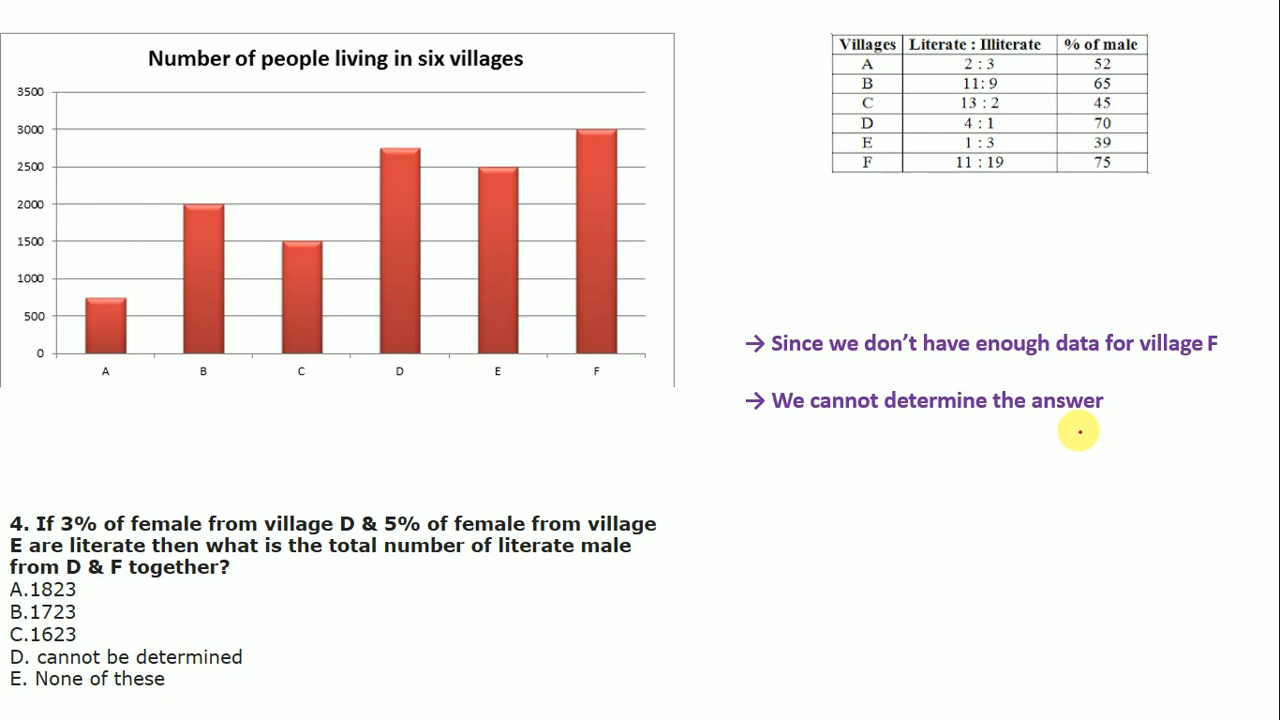 Number of people living in six villages
3500
3000
2500
2000
1500
1000
500
0
A B C D E F
Villages Literate : Illiterate % of male
A 2 : 3 52
B 11: 9 65
C 13 : 2 45
D 4 : 1 70
E 1 : 3 39
F 11 : 19 75
→ Since we don’t have enough data for village F
→ We cannot determine the answer
4. If 3% of female from village D & 5% of female from village
E are literate then what is the total number of literate male
from D & F together?
A.1823
B.1723
C.1623
D. cannot be determined
E. None of these